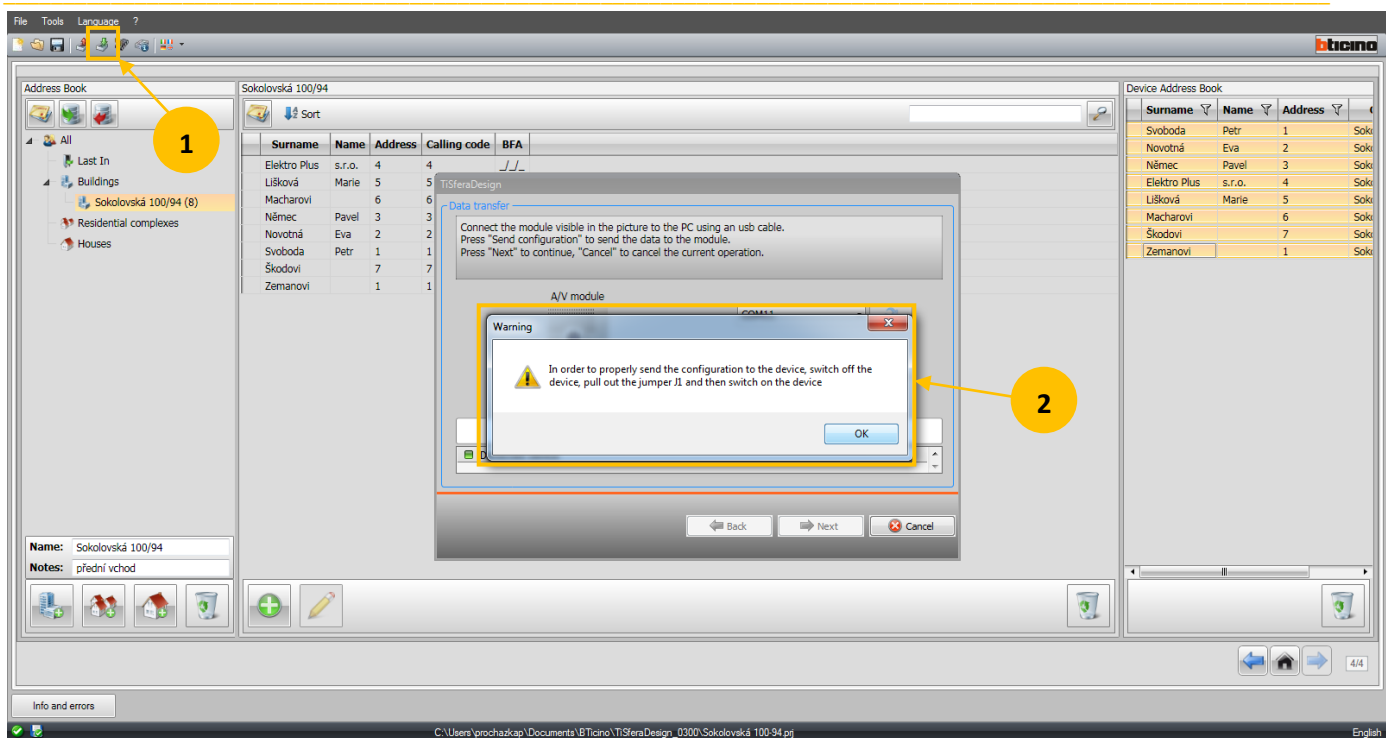 File Tools Language ?
bticino
1
Address Book
All
Last In
Buildings
Sokolovská 100/94 (8)
Residential complexes
Houses
Name: Sokolovská 100/94
Notes: přední vchod
Sokolovská 100/94
Sort
Surname Name Address Calling code BFA
Elektro Plus s.r.o. 4 4 _/_/_
Lišková Marie 5 5
Macharovi 6 6
Němec Pavel 3 3
Novotná Eva 2 2
Svoboda Petr 1 1
Škodovi 7 7
Zemanovi 1 1
TiSferaDesign
Data transfer
Connect the module visible in the picture to the PC using an usb cable.
Press "Send configuration" to send the data to the module.
Press "Next" to continue, "Cancel" to cancel the current operation.
A/V module
COM11
Warning
In order to properly send the configuration to the device, switch off the
device, pull out the jumper J1 and then switch on the device
OK
2
Back Next Cancel
Device Address Book
Surname Name Address
Svoboda Petr 1
Novotná Eva 2
Němec Pavel 3
Elektro Plus s.r.o. 4
Lišková Marie 5
Macharovi 6
Škodovi 7
Zemanovi 1
4/4
Info and errors
C:\Users\prochazkap\Documents\BTicino\TiSferaDesign_0300\Sokolovská 100-94.prj
English